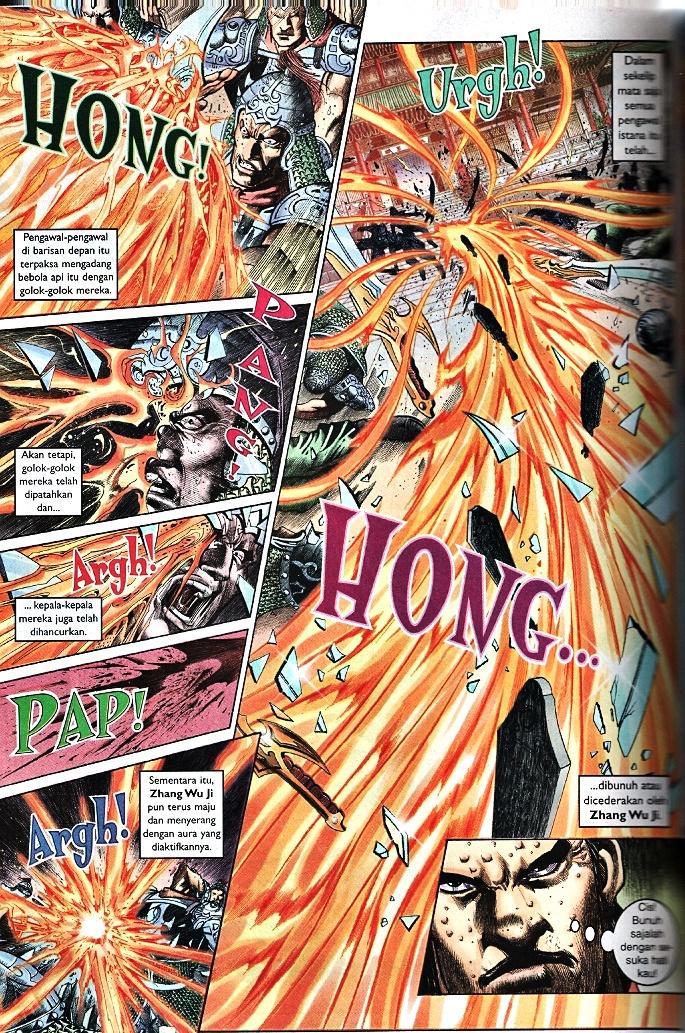 HONG!
Pengawal-pengawal
di barisan depan itu
terpaksa mengadang
bebola api itu dengan
golok-golok mereka.
PANG!
Akan tetapi,
golok-golok
mereka telah
dipatahkan
dan...
Argh!
... kepala-kepala
mereka juga telah
dihancurkan.
PAP!
Sementara itu,
Zhang Wu Ji
pun terus maju
dan menyerang
dengan aura yang
diaktifkannya.
Argh!
Urgh!
Dalam
sekelip
mata saja
semua
pengawal
istana itu
telah...
HONG...
...dibunuh atau
dicederakan oleh
Zhang Wu Ji.
Cis!
Bunuh
sajalah
dengan se-
suka hati
kau!